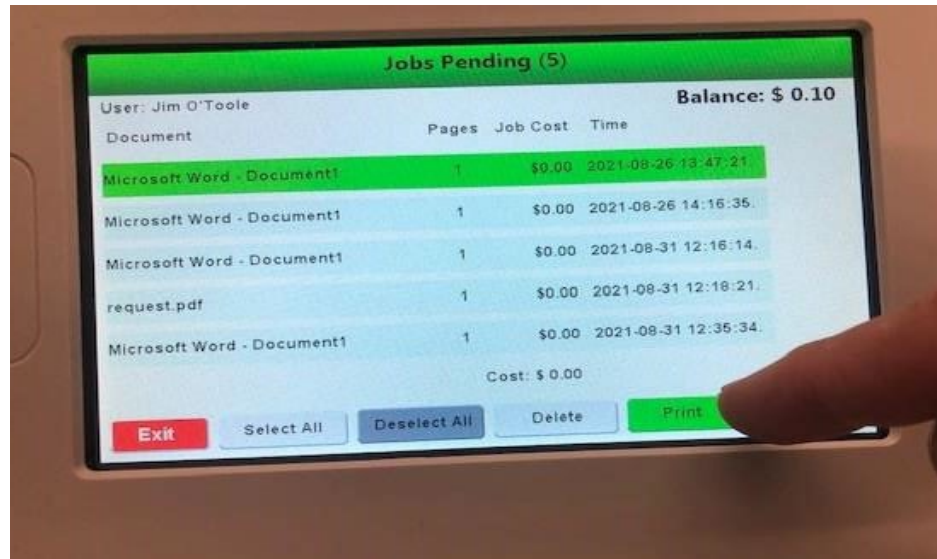 Jobs Pending (5)
User: Jim O'Toole Balance: $ 0.10
Document Pages Job Cost Time
Microsoft Word - Document1 1 $0.00 2021-08-26 13:47:21.
Microsoft Word - Document1 1 $0.00 2021-08-26 14:16:35.
Microsoft Word - Document1 1 $0.00 2021-08-31 12:16:14.
request.pdf 1 $0.00 2021-08-31 12:18:21.
Microsoft Word - Document1 1 $0.00 2021-08-31 12:35:34.
Cost: $ 0.00
Exit Select All Deselect All Delete Print